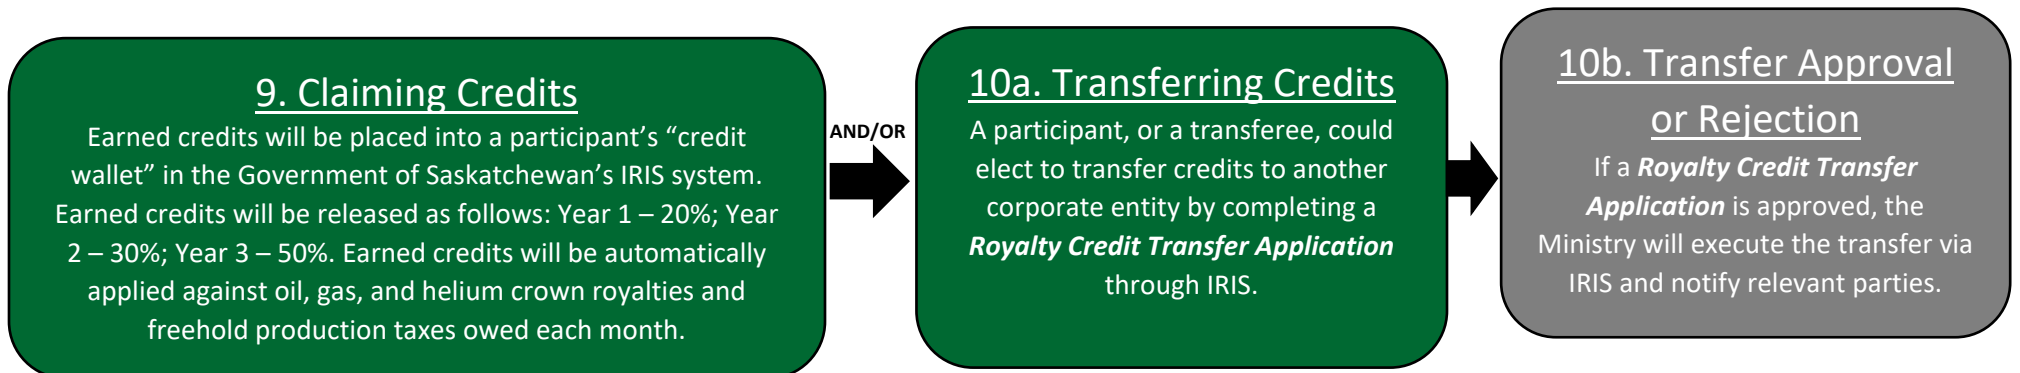 9. Claiming Credits
Earned credits will be placed into a participant's “credit
wallet” in the Government of Saskatchewan's IRIS system.
Earned credits will be released as follows: Year 1 – 20%; Year
2 – 30%; Year 3 – 50%. Earned credits will be automatically
applied against oil, gas, and helium crown royalties and
freehold production taxes owed each month.
AND/OR
10a. Transferring Credits
A participant, or a transferee, could
elect to transfer credits to another
corporate entity by completing a
Royalty Credit Transfer Application
through IRIS.
10b. Transfer Approval
or Rejection
If a Royalty Credit Transfer
Application is approved, the
Ministry will execute the transfer via
IRIS and notify relevant parties.